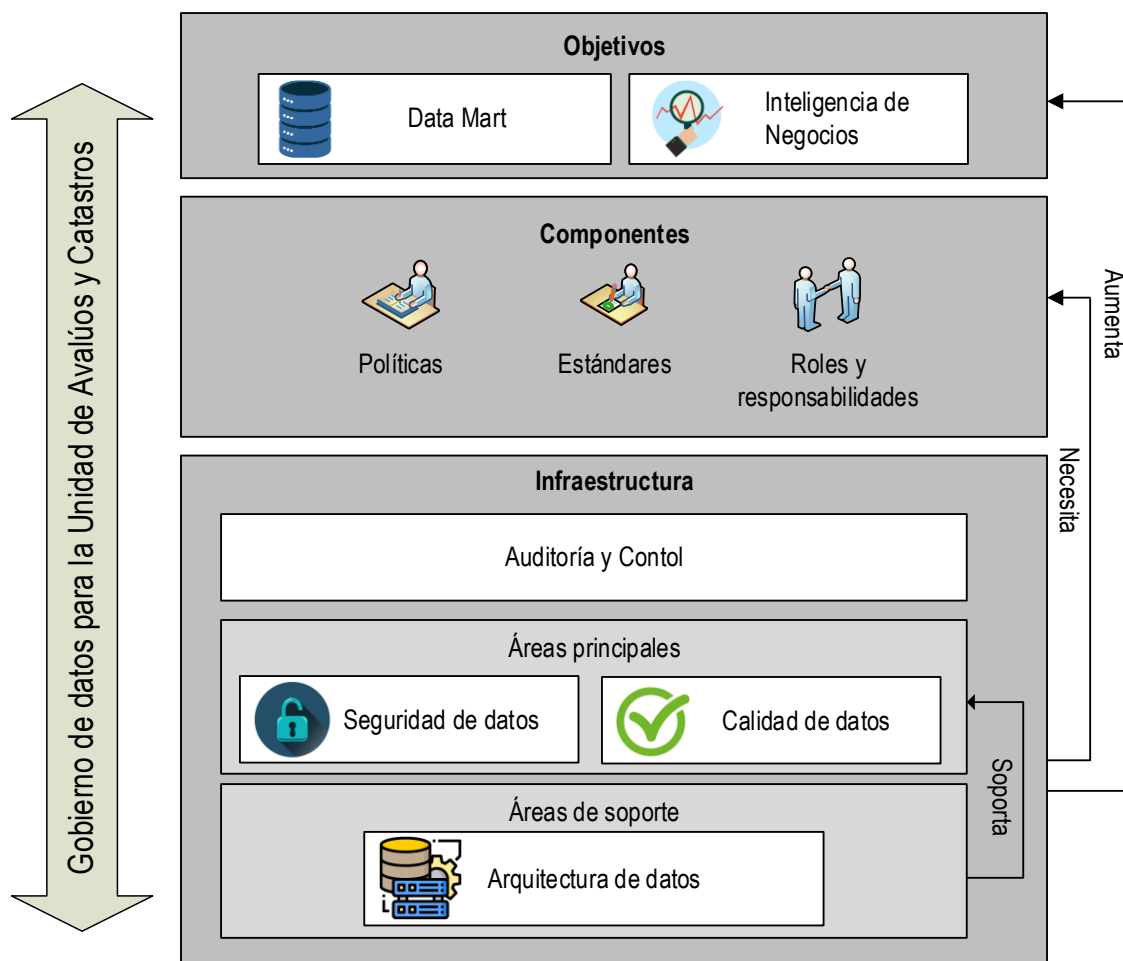 Gobierno de datos para la Unidad de Avalúos y Catastros
Objetivos
Data Mart
Inteligencia de
Negocios
Componentes
Políticas
Estándares
Roles y
responsabilidades
Infraestructura
Auditoría y Contol
Áreas principales
Seguridad de datos
Calidad de datos
Áreas de soporte
Arquitectura de datos
Soporta
Necesita
Aumenta